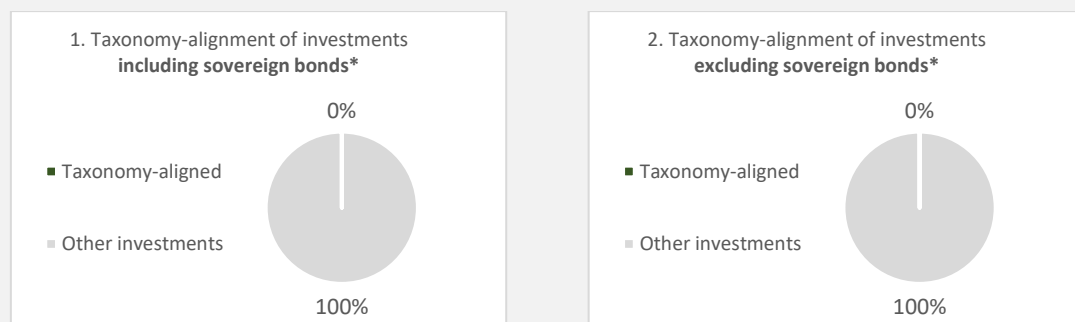 1. Taxonomy-alignment of investments
including sovereign bonds*
0%
Taxonomy-aligned
Other investments
100%
2. Taxonomy-alignment of investments
excluding sovereign bonds*
0%
Taxonomy-aligned
Other investments
100%